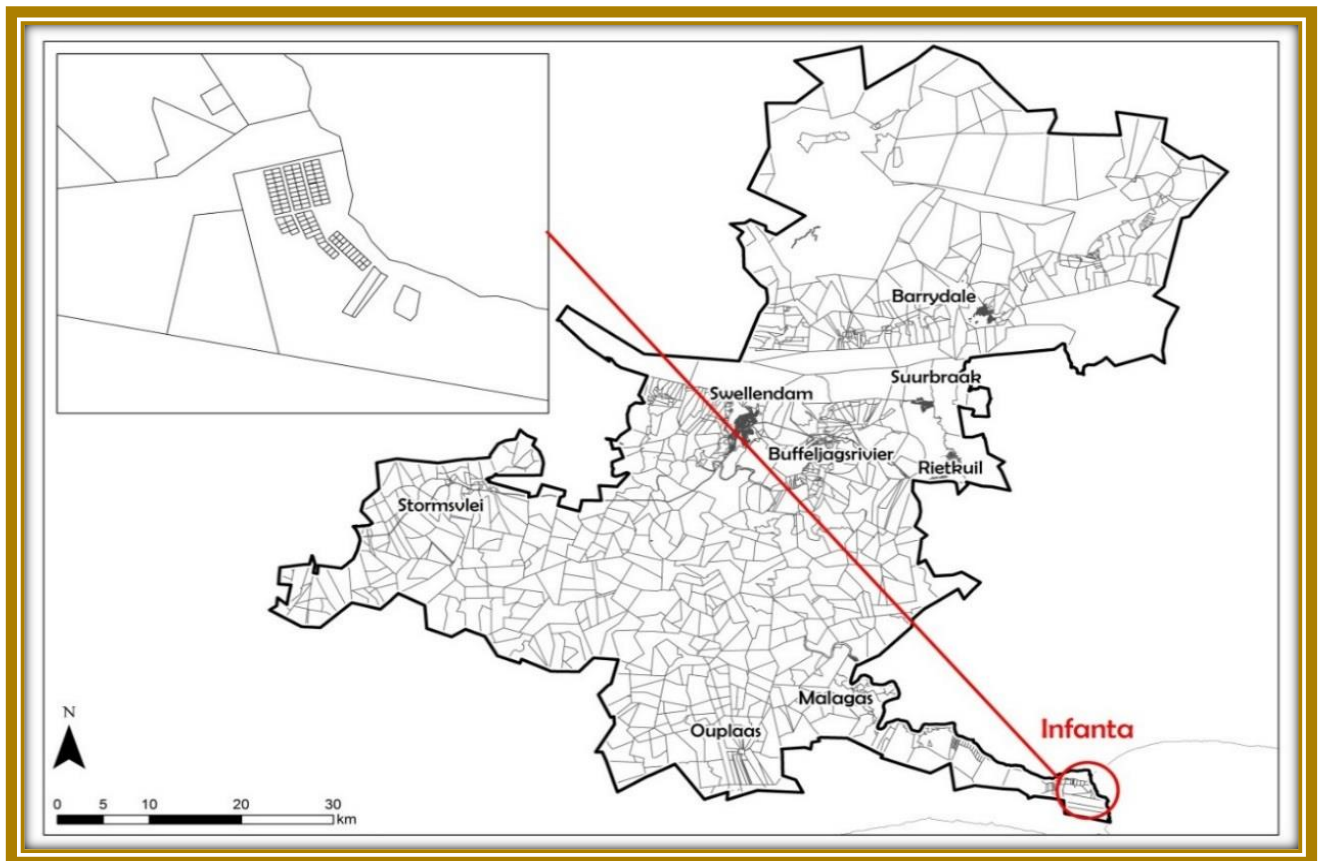 Barrydale
Suurbraak
Swellendam
Buffeljagsrivier
Rietkuil
Stormsvlei
Malagas
Infanta
Ouplaas
N
0 5 10 20 30
km